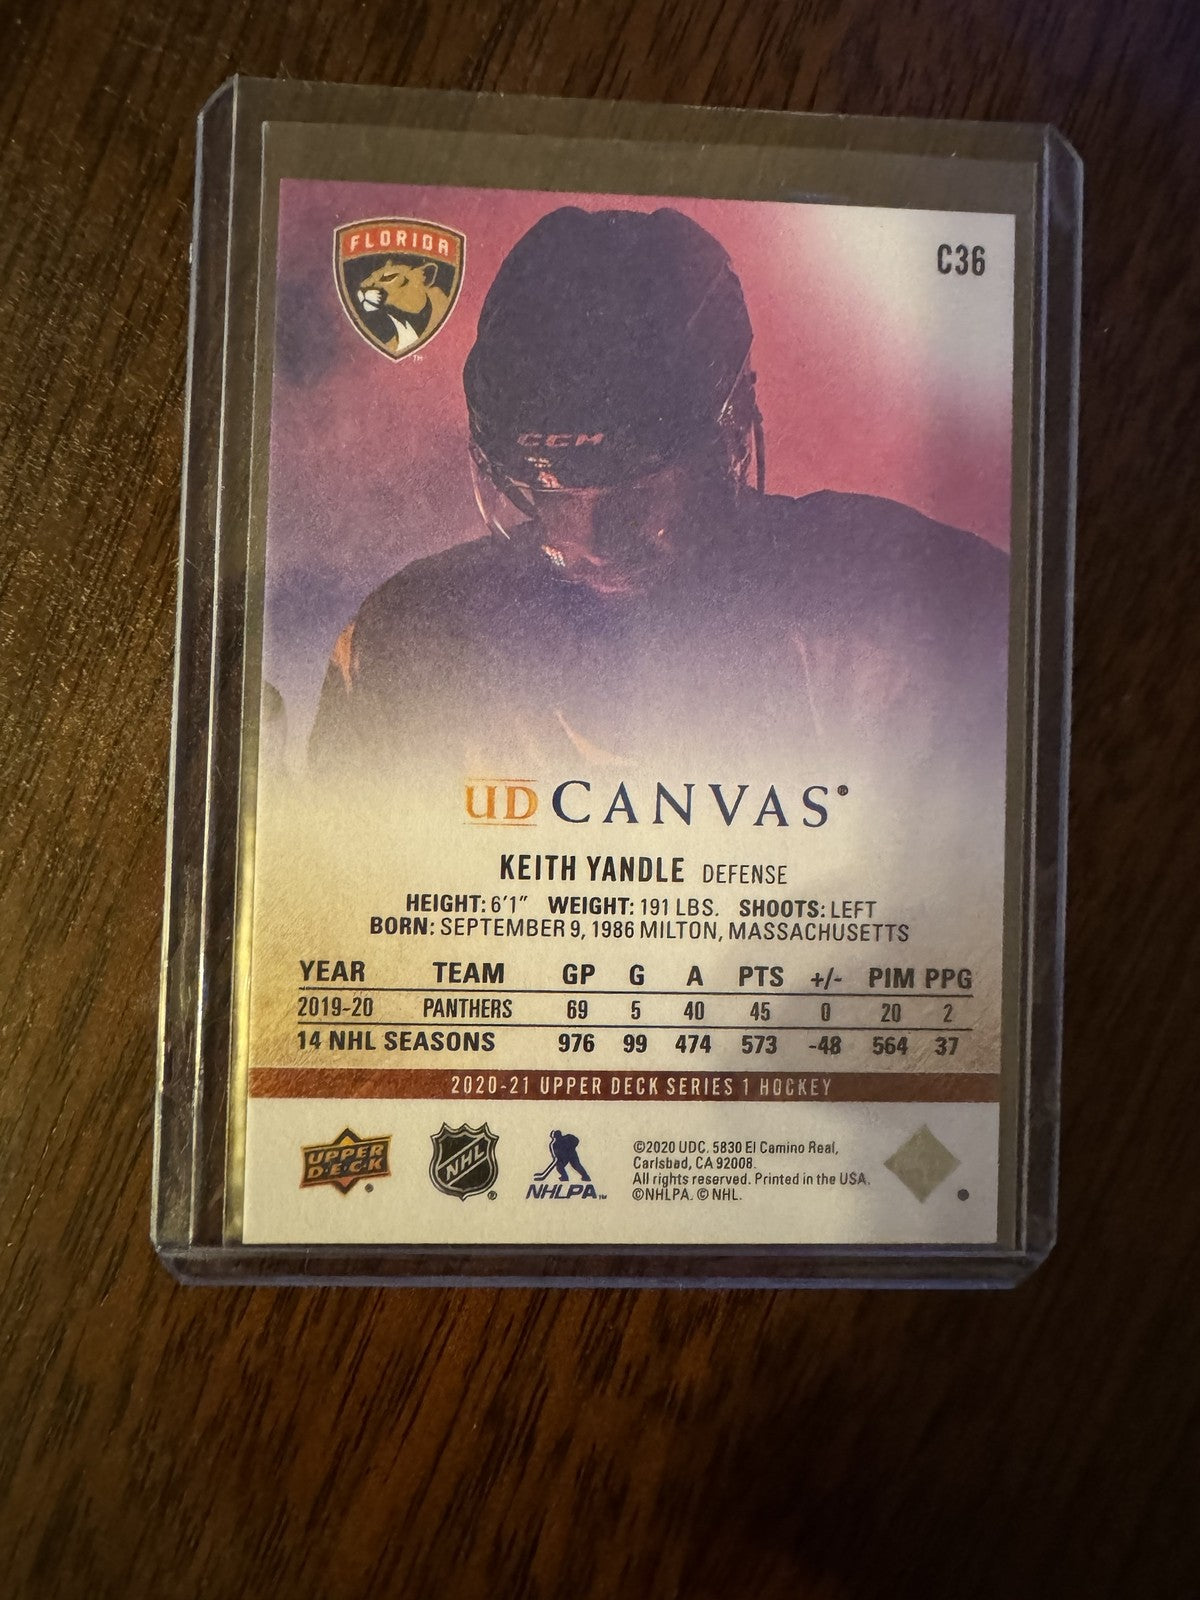 FLORIDA
TM
C36
CCM
UD CANVAS®
KEITH YANDLE DEFENSE
HEIGHT: 6'1" WEIGHT: 191 LBS. SHOOTS: LEFT
BORN: SEPTEMBER 9, 1986 MILTON, MASSACHUSETTS
YEAR TEAM GP G A PTS +/- PIM PPG
2019-20 PANTHERS 69 5 40 45 0 20 2
14 NHL SEASONS 976 99 474 573 -48 564 37
2020-21 UPPER DECK SERIES 1 HOCKEY
UPPER
D·E·C·K
®
NHL
®
NHLPA™
©2020 UDC. 5830 El Camino Real,
Carlsbad, CA 92008.
All rights reserved. Printed in the USA.
©NHLPA. © NHL.